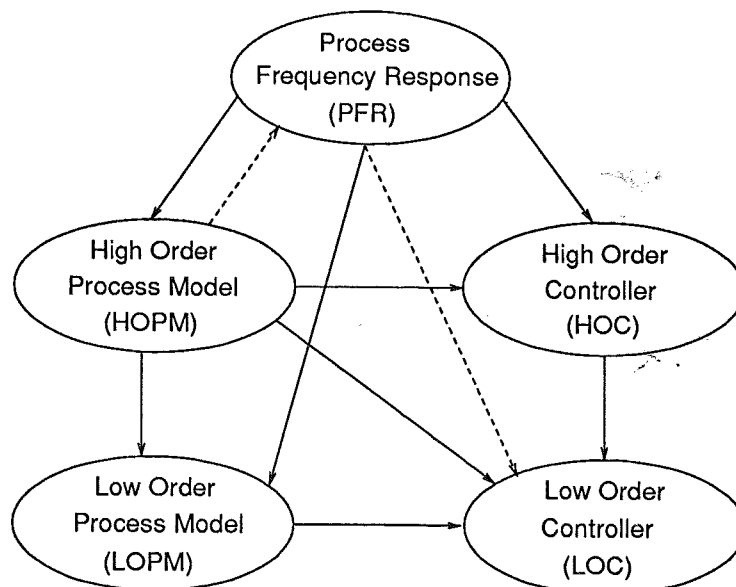 Process
Frequency Response
(PFR)
High Order
Process Model
(HOPM)
High Order
Controller
(HOC)
Low Order
Process Model
(LOPM)
Low Order
Controller
(LOC)